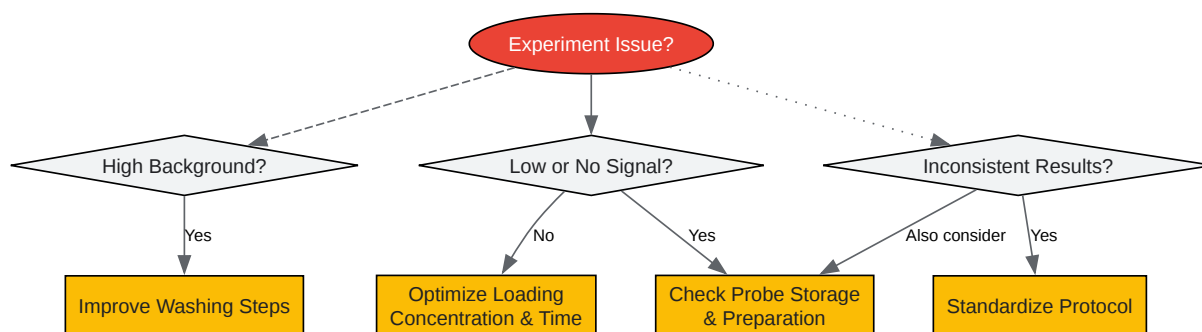 Experiment Issue?
High Background?
Low or No Signal?
Inconsistent Results?
Yes
No
Yes
Also consider
Yes
Improve Washing Steps
Optimize Loading
Concentration & Time
Check Probe Storage
& Preparation
Standardize Protocol